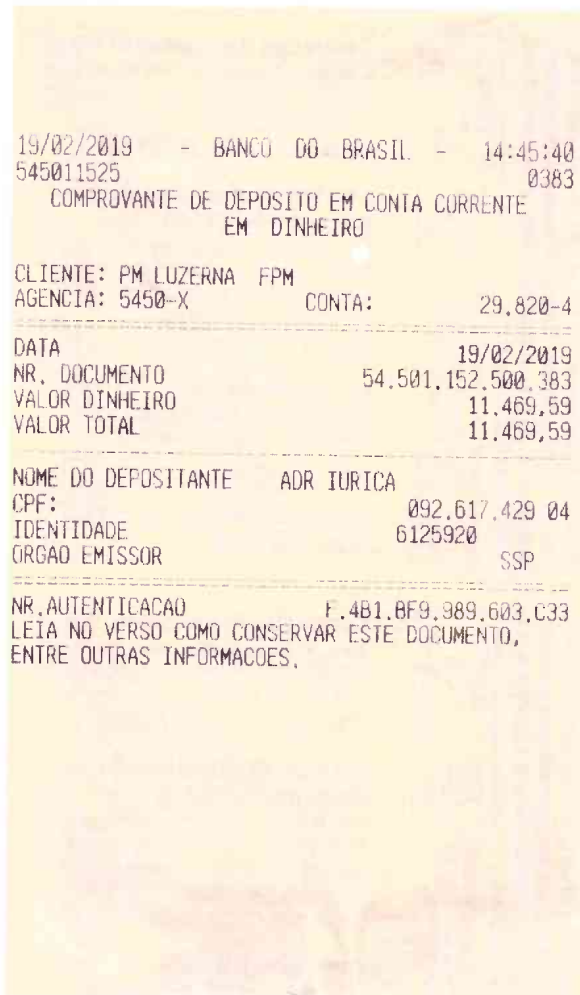 19/02/2019 - BANCO DO BRASIL - 14:45:40
545011525 0383
COMPROVANTE DE DEPOSITO EM CONTA CORRENTE
EM DINHEIRO
CLIENTE: PM LUZERNA FPM
AGENCIA: 5450-X CONTA: 29.820-4
DATA 19/02/2019
NR. DOCUMENTO 54.501.152.500.383
VALOR DINHEIRO 11.469,59
VALOR TOTAL 11.469,59
NOME DO DEPOSITANTE ADR IURICA
CPF: 092.617.429 04
IDENTIDADE 6125920
ORGAO EMISSOR SSP
NR.AUTENTICACAO F.4B1.8F9.989.603.C33
LEIA NO VERSO COMO CONSERVAR ESTE DOCUMENTO,
ENTRE OUTRAS INFORMACOES.